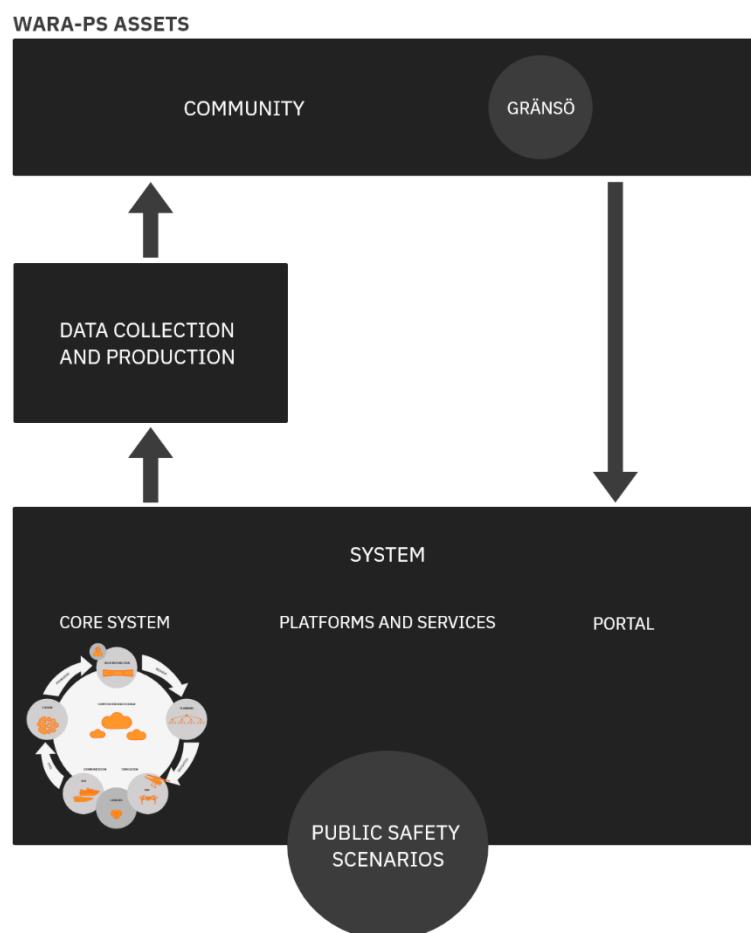 WARA-PS ASSETS
COMMUNITY
GRÄNSÖ
DATA COLLECTION
AND PRODUCTION
SYSTEM
CORE SYSTEM
PLATFORMS AND SERVICES
PORTAL
PUBLIC SAFETY
SCENARIOS